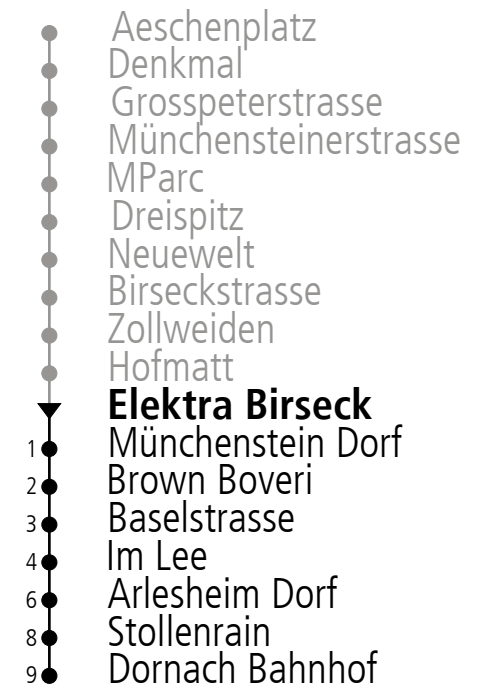 Aeschenplatz
Denkmal
Grosspeterstrasse
Münchensteinerstrasse
MParc
Dreispitz
Neuewelt
Birseckstrasse
Zollweiden
Hofmatt
Elektra Birseck
1 Münchenstein Dorf
2 Brown Boveri
3 Baselstrasse
4 Im Lee
6 Arlesheim Dorf
8 Stollenrain
9 Dornach Bahnhof